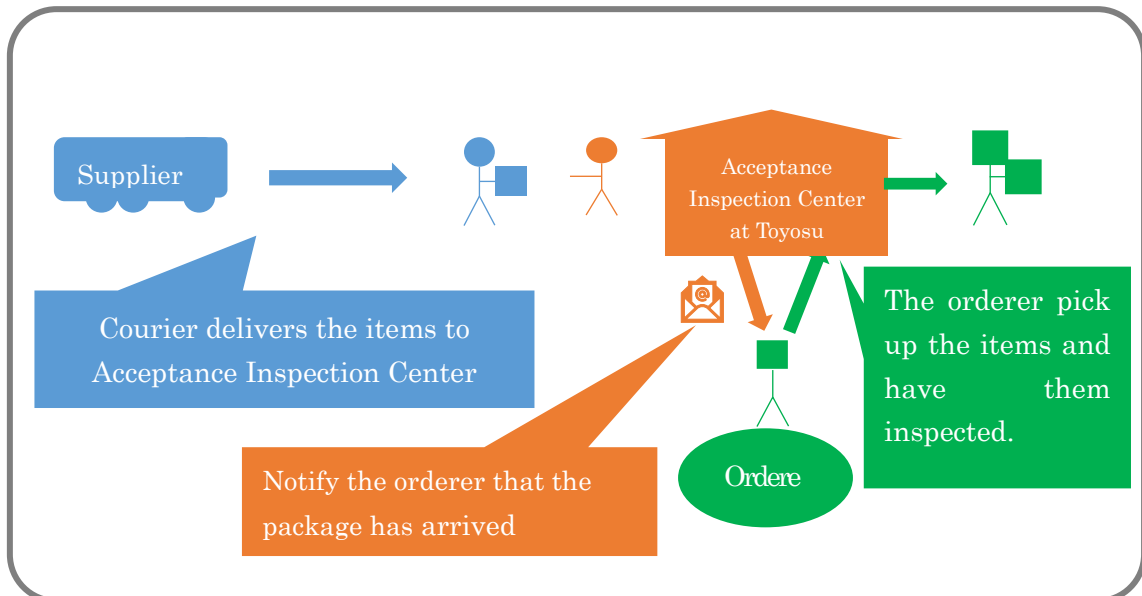 Supplier
Acceptance
Inspection Center
at Toyosu
Courier delivers the items to
Acceptance Inspection Center
@
The orderer pick
up the items and
have them
inspected.
Notify the orderer that the
package has arrived
Ordere